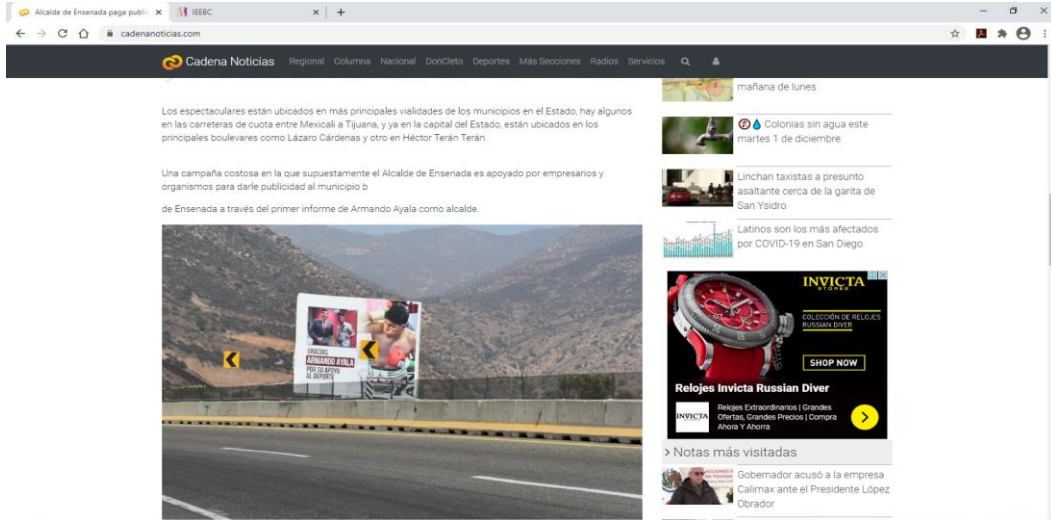 Alcalde de Ensenada paga public
IEEBC
cadenanoticias.com
Cadena Noticias Regional Columna Nacional DonCleto Deportes Más Secciones Radios Servicios
Los espectaculares están ubicados en más principales vialidades de los municipios en el Estado, hay algunos
en las carreteras de cuota entre Mexicali a Tijuana, y ya en la capital del Estado, están ubicados en los
principales boulevares como Lázaro Cárdenas y otro en Héctor Terán Terán.
Una campaña costosa en la que supuestamente el Alcalde de Ensenada es apoyado por empresarios y
organismos para darle publicidad al municipio b
de Ensenada a través del primer informe de Armando Ayala como alcalde.
GRACIAS
ARMANDO AYALA
POR SU APOYO
AL DEPORTE
mañana de lunes
Colonias sin agua este
martes 1 de diciembre
Linchan taxistas a presunto
asaltante cerca de la garita de
San Ysidro
Latinos son los más afectados
por COVID-19 en San Diego
INVICTA
STORES
COLECCIÓN DE RELOJES
RUSSIAN DIVER
SHOP NOW
Relojes Invicta Russian Diver
INVICTA
Relojes Extraordinarios | Grandes
Ofertas, Grandes Precios | Compra
Ahora Y Ahorra
> Notas más visitadas
Gobernador acusó a la empresa
Calimax ante el Presidente López
Obrador